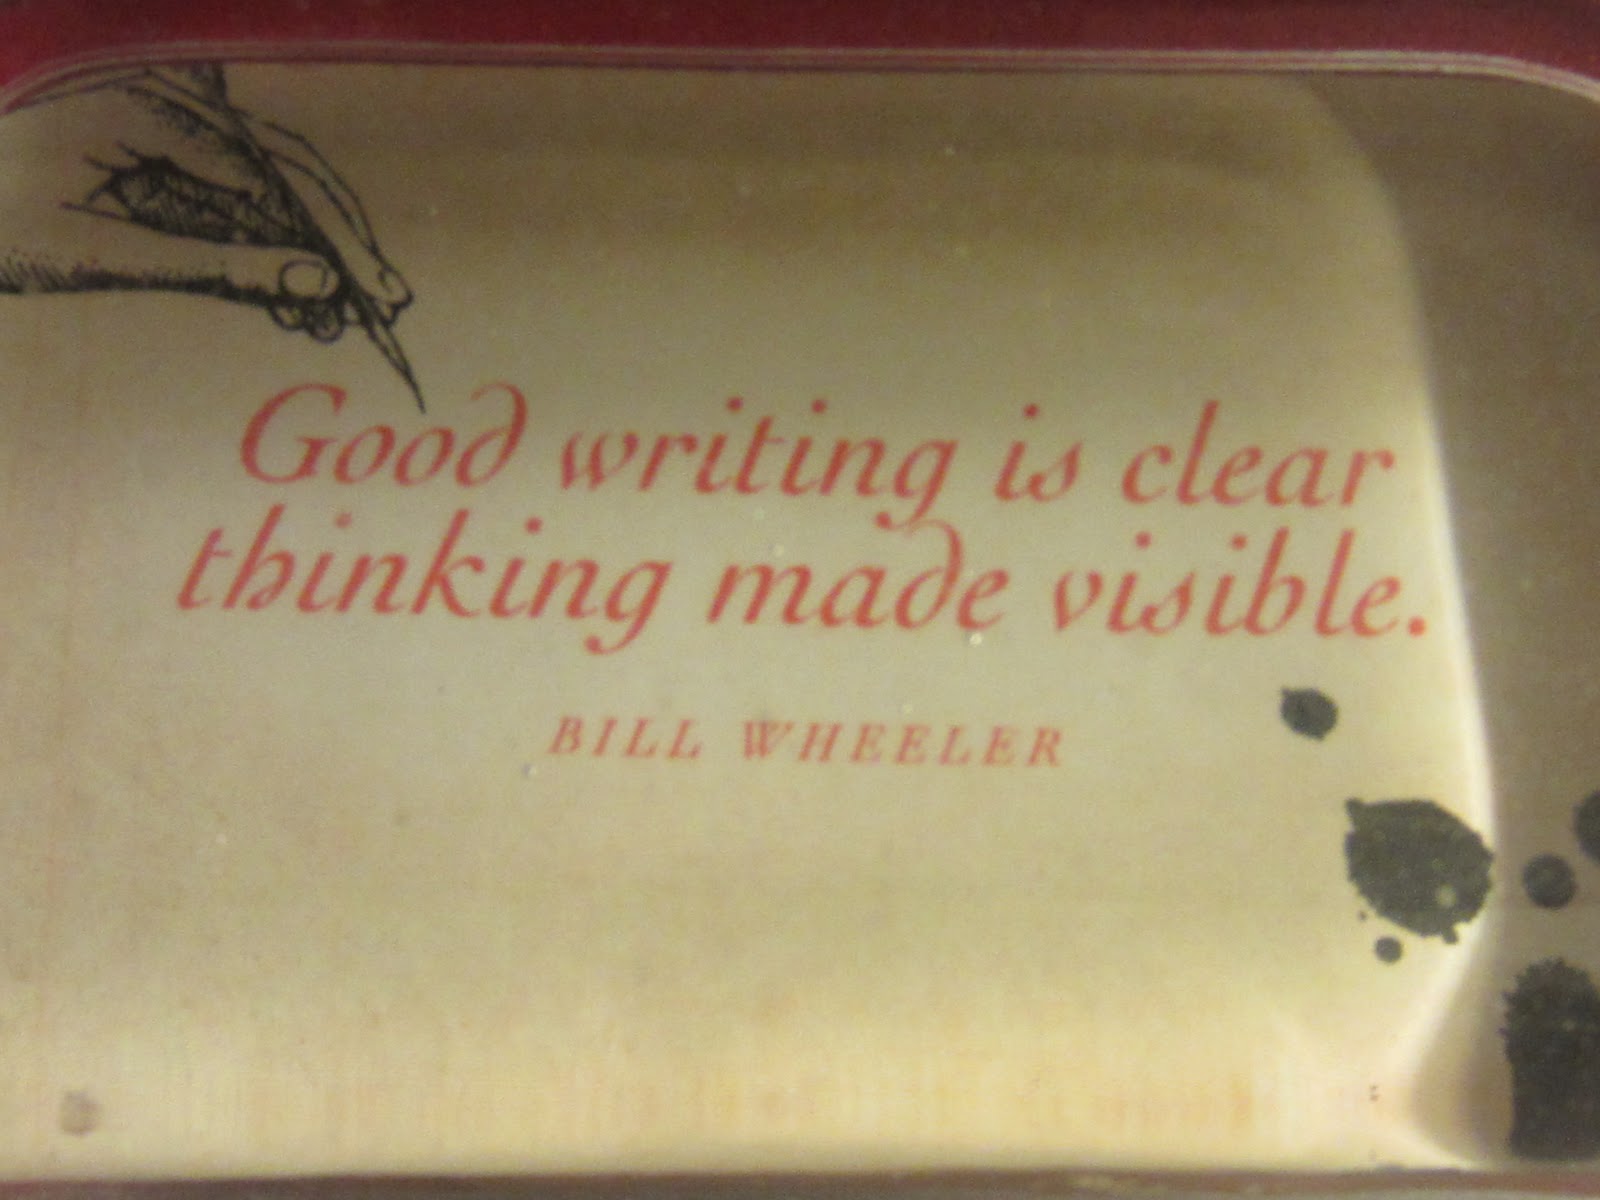 Good writing is clear
thinking made visible.
BILL WHEELER